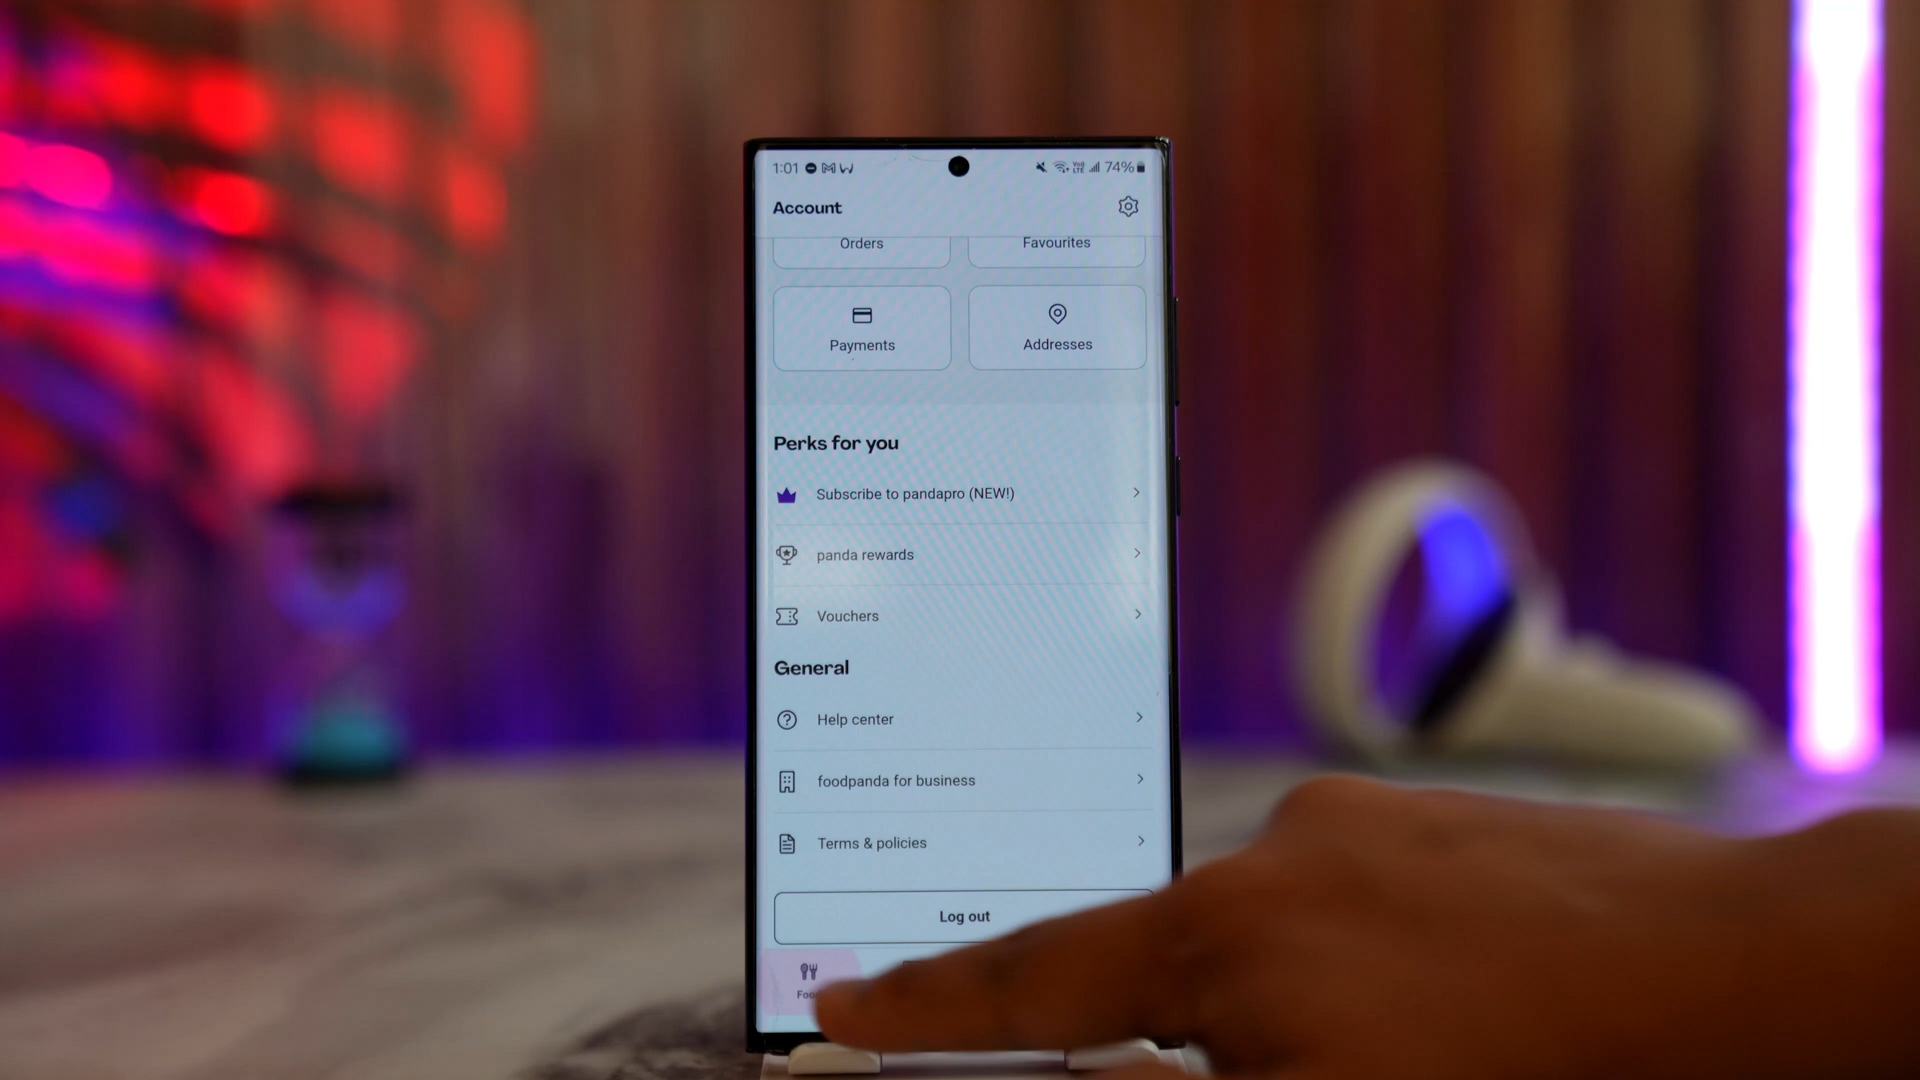 1:01 74%
Account
Orders Favourites
Payments Addresses
Perks for you
Subscribe to pandapro (NEW!)
panda rewards
Vouchers
General
Help center
foodpanda for business
Terms & policies
Log out